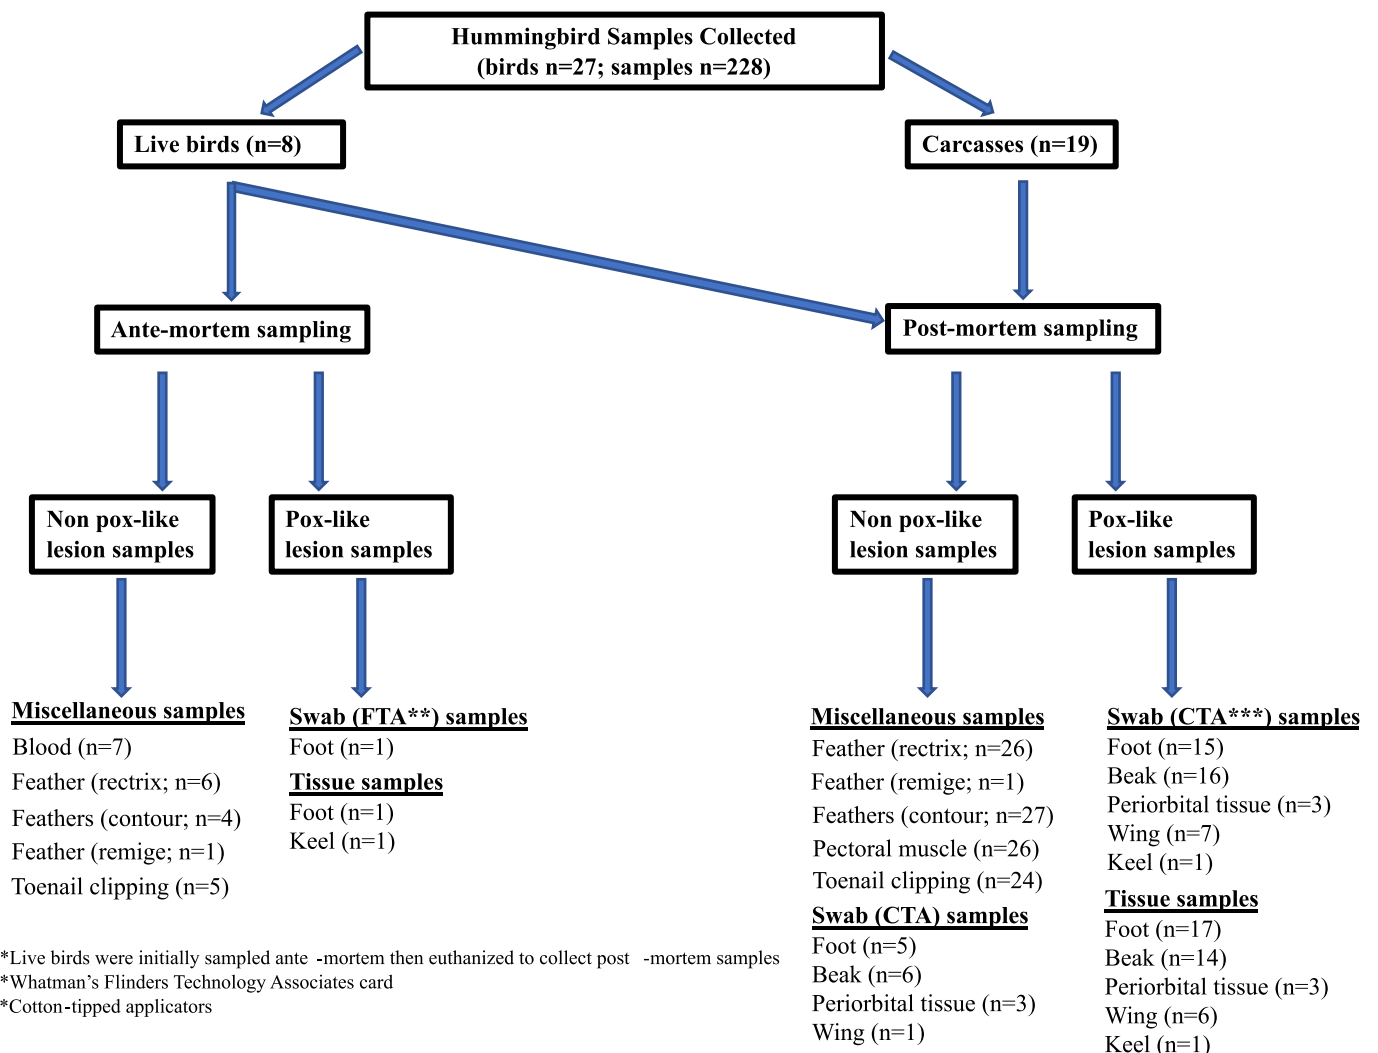 Hummingbird Samples Collected
(birds n=27; samples n=228)
Live birds (n=8)
Carcasses (n=19)
Ante-mortem sampling
Post-mortem sampling
Non pox-like
lesion samples
Pox-like
lesion samples
Non pox-like
lesion samples
Pox-like
lesion samples
Miscellaneous samples
Blood (n=7)
Feather (rectrix; n=6)
Feathers (contour; n=4)
Feather (remige; n=1)
Toenail clipping (n=5)
Swab (FTA**) samples
Foot (n=1)
Tissue samples
Foot (n=1)
Keel (n=1)
Miscellaneous samples
Feather (rectrix; n=26)
Feather (remige; n=1)
Feathers (contour; n=27)
Pectoral muscle (n=26)
Toenail clipping (n=24)
Swab (CTA) samples
Foot (n=5)
Beak (n=6)
Periorbital tissue (n=3)
Wing (n=1)
Swab (CTA***) samples
Foot (n=15)
Beak (n=16)
Periorbital tissue (n=3)
Wing (n=7)
Keel (n=1)
Tissue samples
Foot (n=17)
Beak (n=14)
Periorbital tissue (n=3)
Wing (n=6)
Keel (n=1)
*Live birds were initially sampled ante -mortem then euthanized to collect post -mortem samples
*Whatman's Flinders Technology Associates card
*Cotton-tipped applicators